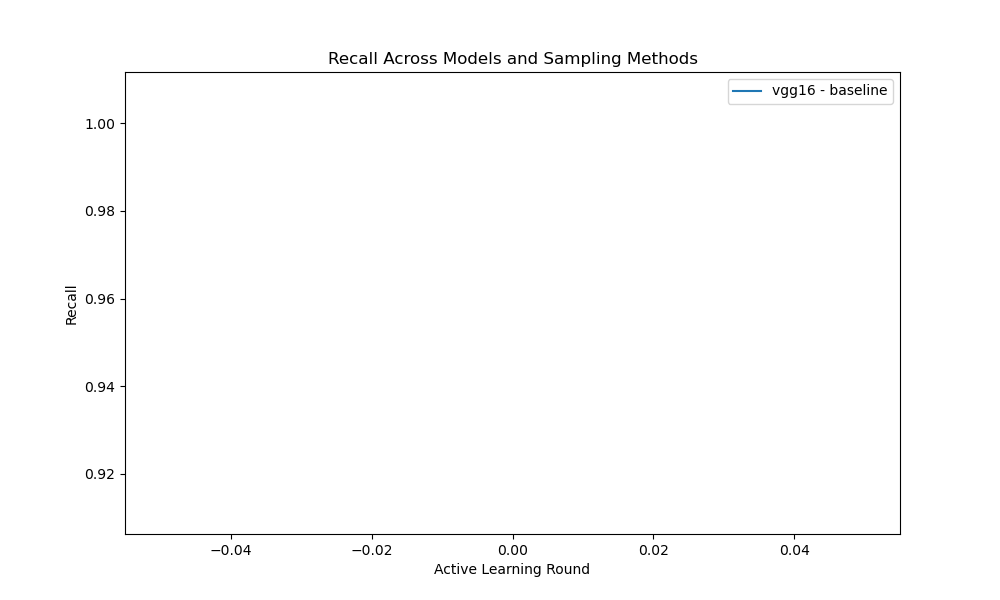 Recall Across Models and Sampling Methods
vgg16 - baseline
1.00
0.98
0.96
0.94
0.92
Recall
−0.04
−0.02
0.00
0.02
0.04
Active Learning Round